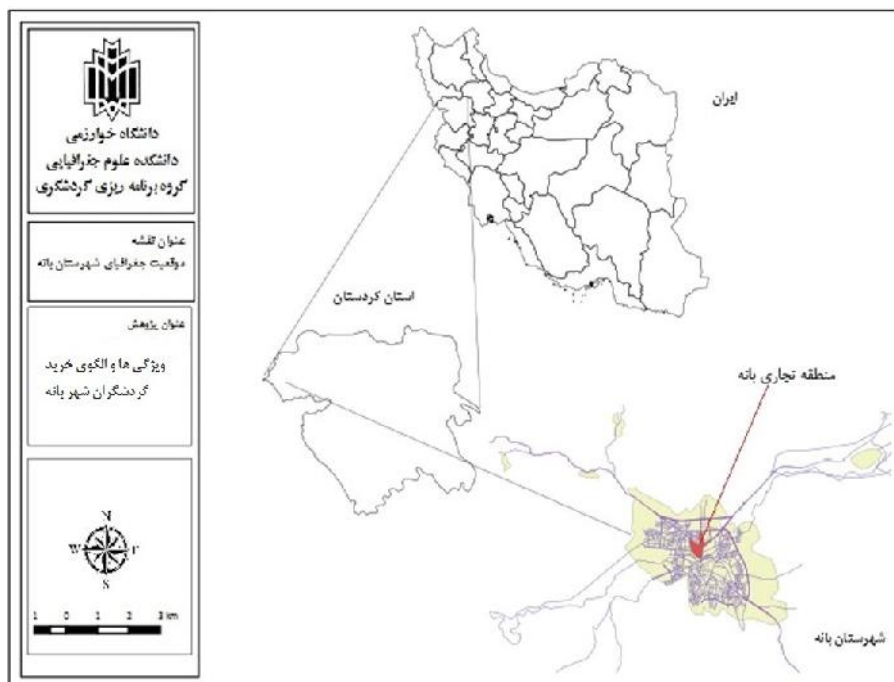 دانشگاه خوارزمی
دانشکده علوم جغرافیایی
گروه برنامه ریزی گردشگری
عنوان نقشه
موقعیت جغرافیای شهرستان بانه
عنوان پژوهش
ویژگی ها و الگوی خرید
گردشگران شهر بانه
N
W E
S
1 0 1 2 3 km
ایران
استان کردستان
منطقه تجاری بانه
شهرستان بانه